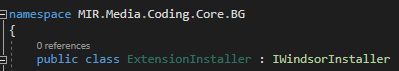 namespace MIR.Media.Coding.Core.BG
{
0 references
public class ExtensionInstaller : IWindsorInstaller